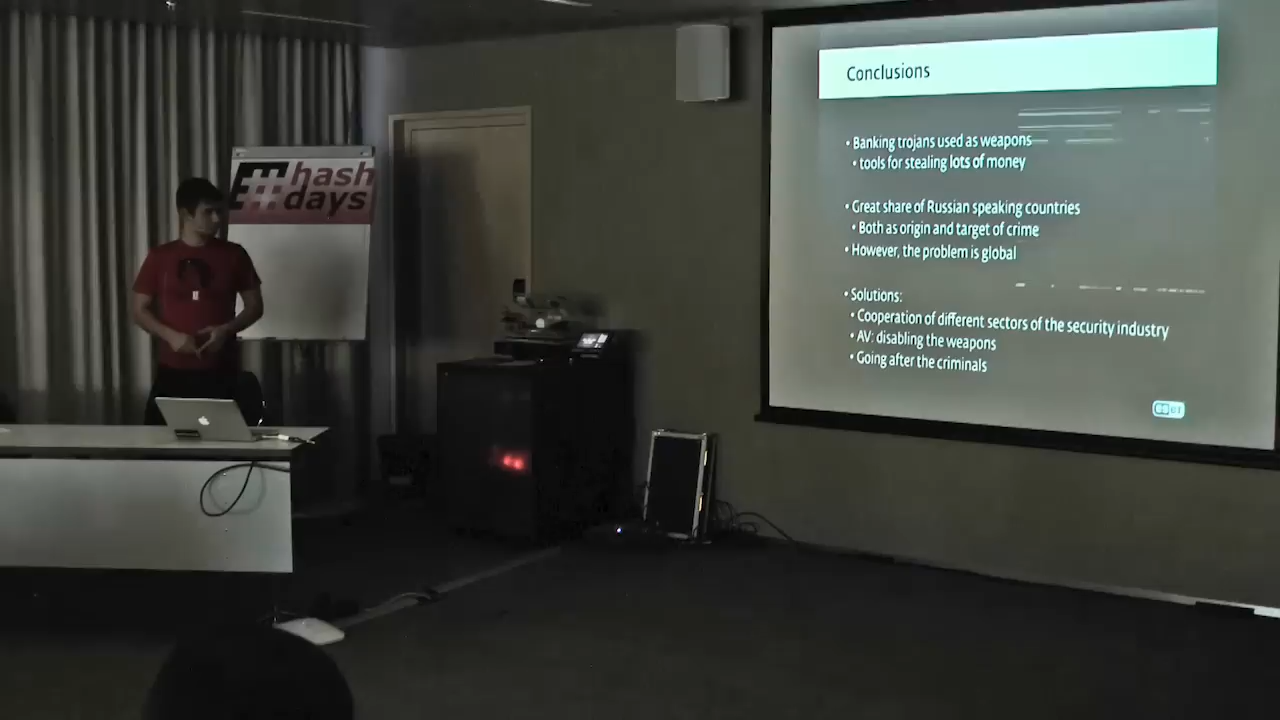 # hash
days
Conclusions
• Banking trojans used as weapons
• tools for stealing lots of money
• Great share of Russian speaking countries
• Both as origin and target of crime
• However, the problem is global
• Solutions:
• Cooperation of different sectors of the security industry
• AV: disabling the weapons
• Going after the criminals
eset